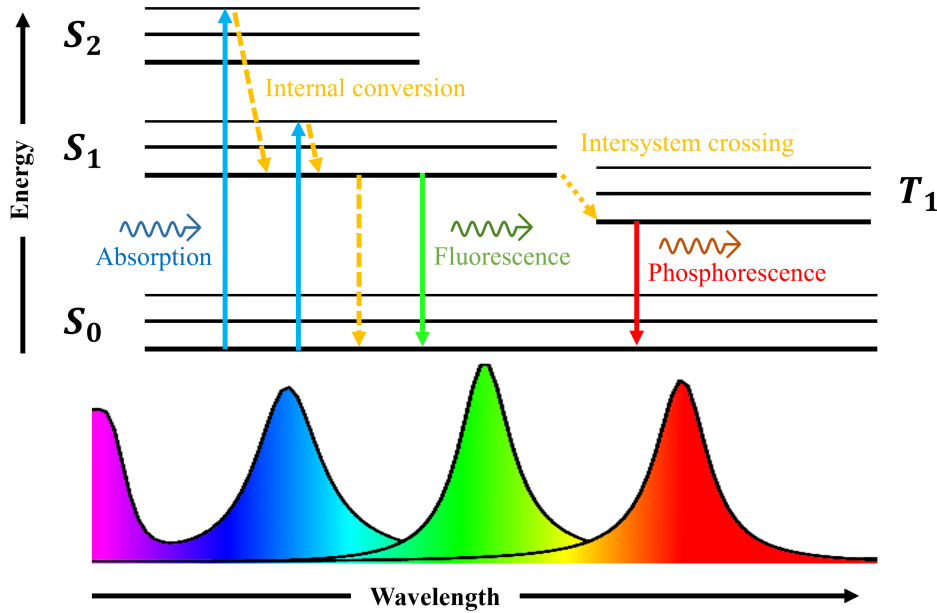 Energy
S₂
Internal conversion
S₁
Intersystem crossing
T₁
Absorption
Fluorescence
Phosphorescence
S₀
Wavelength